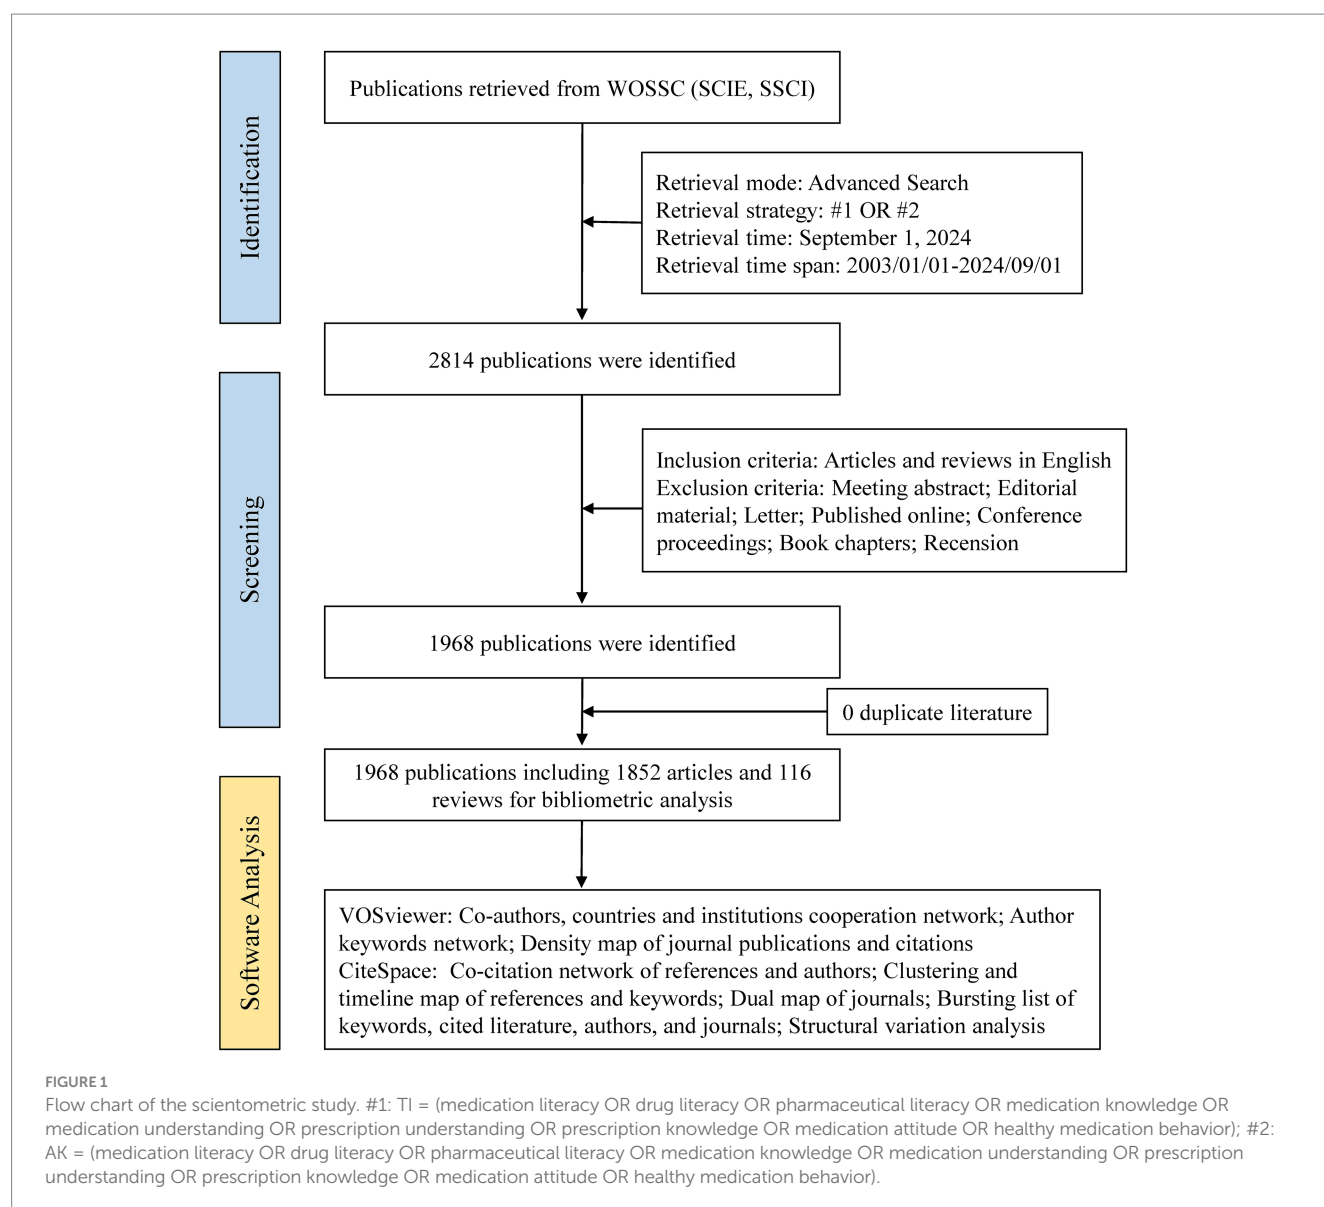 Identification
Publications retrieved from WOSSC (SCIE, SSCI)
Retrieval mode: Advanced Search
Retrieval strategy: #1 OR #2
Retrieval time: September 1, 2024
Retrieval time span: 2003/01/01-2024/09/01
2814 publications were identified
Screening
Inclusion criteria: Articles and reviews in English
Exclusion criteria: Meeting abstract; Editorial
material; Letter; Published online; Conference
proceedings; Book chapters; Recension
1968 publications were identified
0 duplicate literature
Software Analysis
1968 publications including 1852 articles and 116
reviews for bibliometric analysis
VOSviewer: Co-authors, countries and institutions cooperation network; Author
keywords network; Density map of journal publications and citations
CiteSpace:  Co-citation network of references and authors; Clustering and
timeline map of references and keywords; Dual map of journals; Bursting list of
keywords, cited literature, authors, and journals; Structural variation analysis
FIGURE 1
Flow chart of the scientometric study. #1: TI = (medication literacy OR drug literacy OR pharmaceutical literacy OR medication knowledge OR
medication understanding OR prescription understanding OR prescription knowledge OR medication attitude OR healthy medication behavior); #2:
AK = (medication literacy OR drug literacy OR pharmaceutical literacy OR medication knowledge OR medication understanding OR prescription
understanding OR prescription knowledge OR medication attitude OR healthy medication behavior).